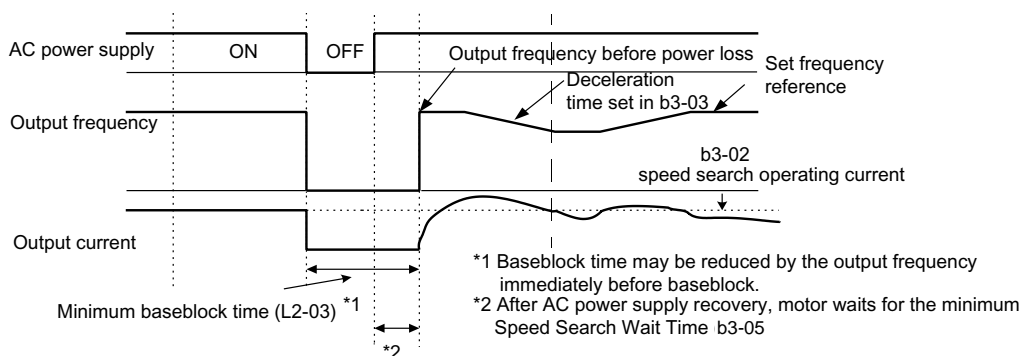 AC power supply
ON
OFF
Output frequency before power loss
Deceleration
time set in b3-03
Set frequency
reference
Output frequency
b3-02
speed search operating current
Output current
*1 Baseblock time may be reduced by the output frequency
immediately before baseblock.
Minimum baseblock time (L2-03) *1
*2 After AC power supply recovery, motor waits for the minimum
Speed Search Wait Time b3-05
*2